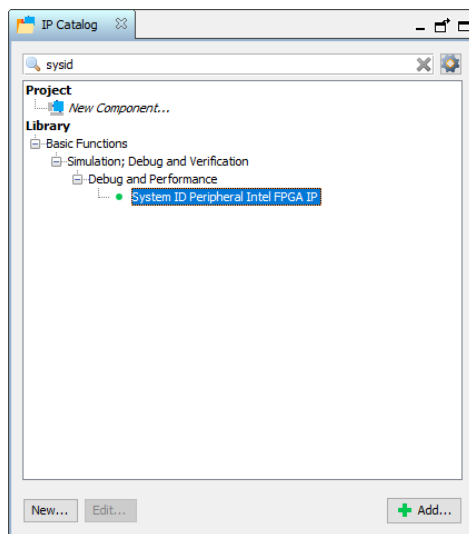 IP Catalog
sysid
Project
New Component...
Library
Basic Functions
Simulation; Debug and Verification
Debug and Performance
System ID Peripheral Intel FPGA IP
New... Edit... Add...